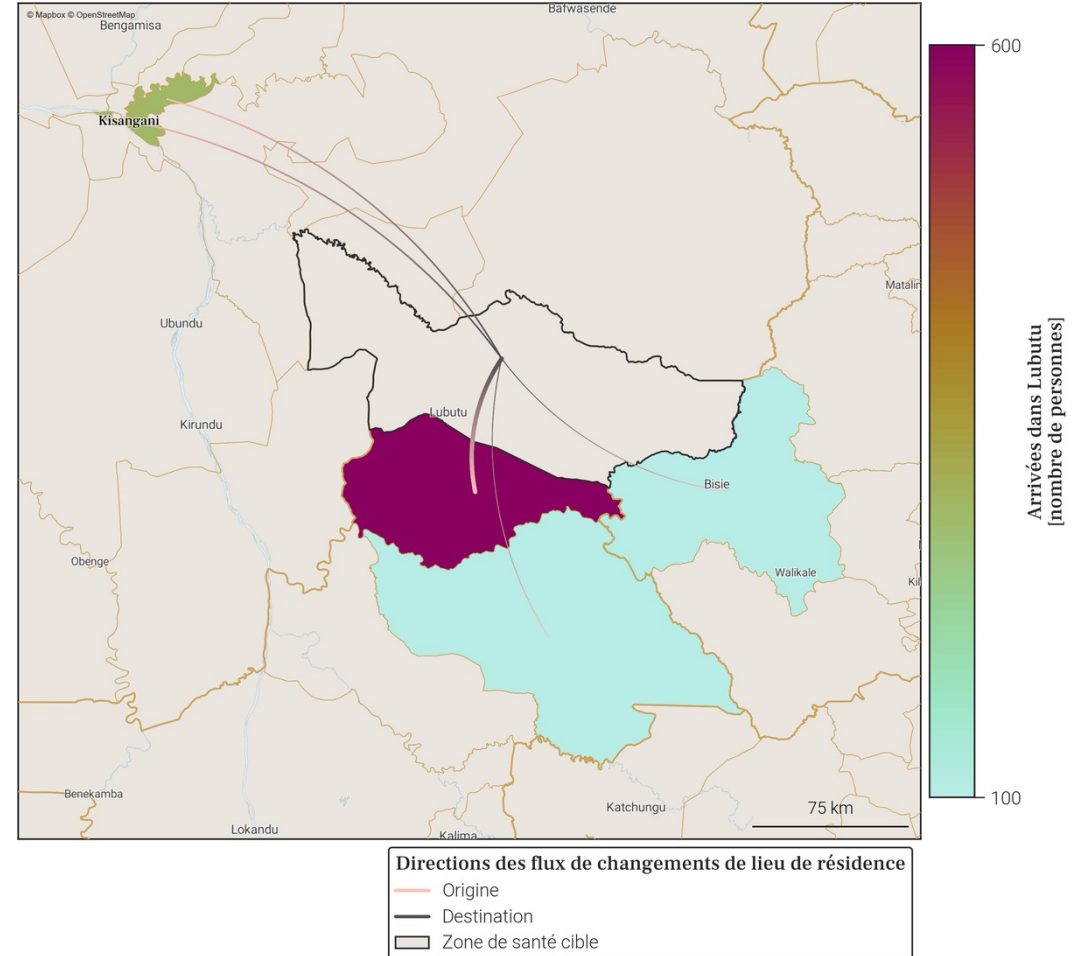 © Mapbox © OpenStreetMap
Bengamisa
Bafwasende
Kisangani
Ubundu
Kirundu
Lubutu
Bisie
Walikale
Obenge
Benekamba
Lokandu
Kalima
Katchungu
75 km
600
100
Arrivées dans Lubutu
[nombre de personnes]
Directions des flux de changements de lieu de résidence
Origine
Destination
Zone de santé cible